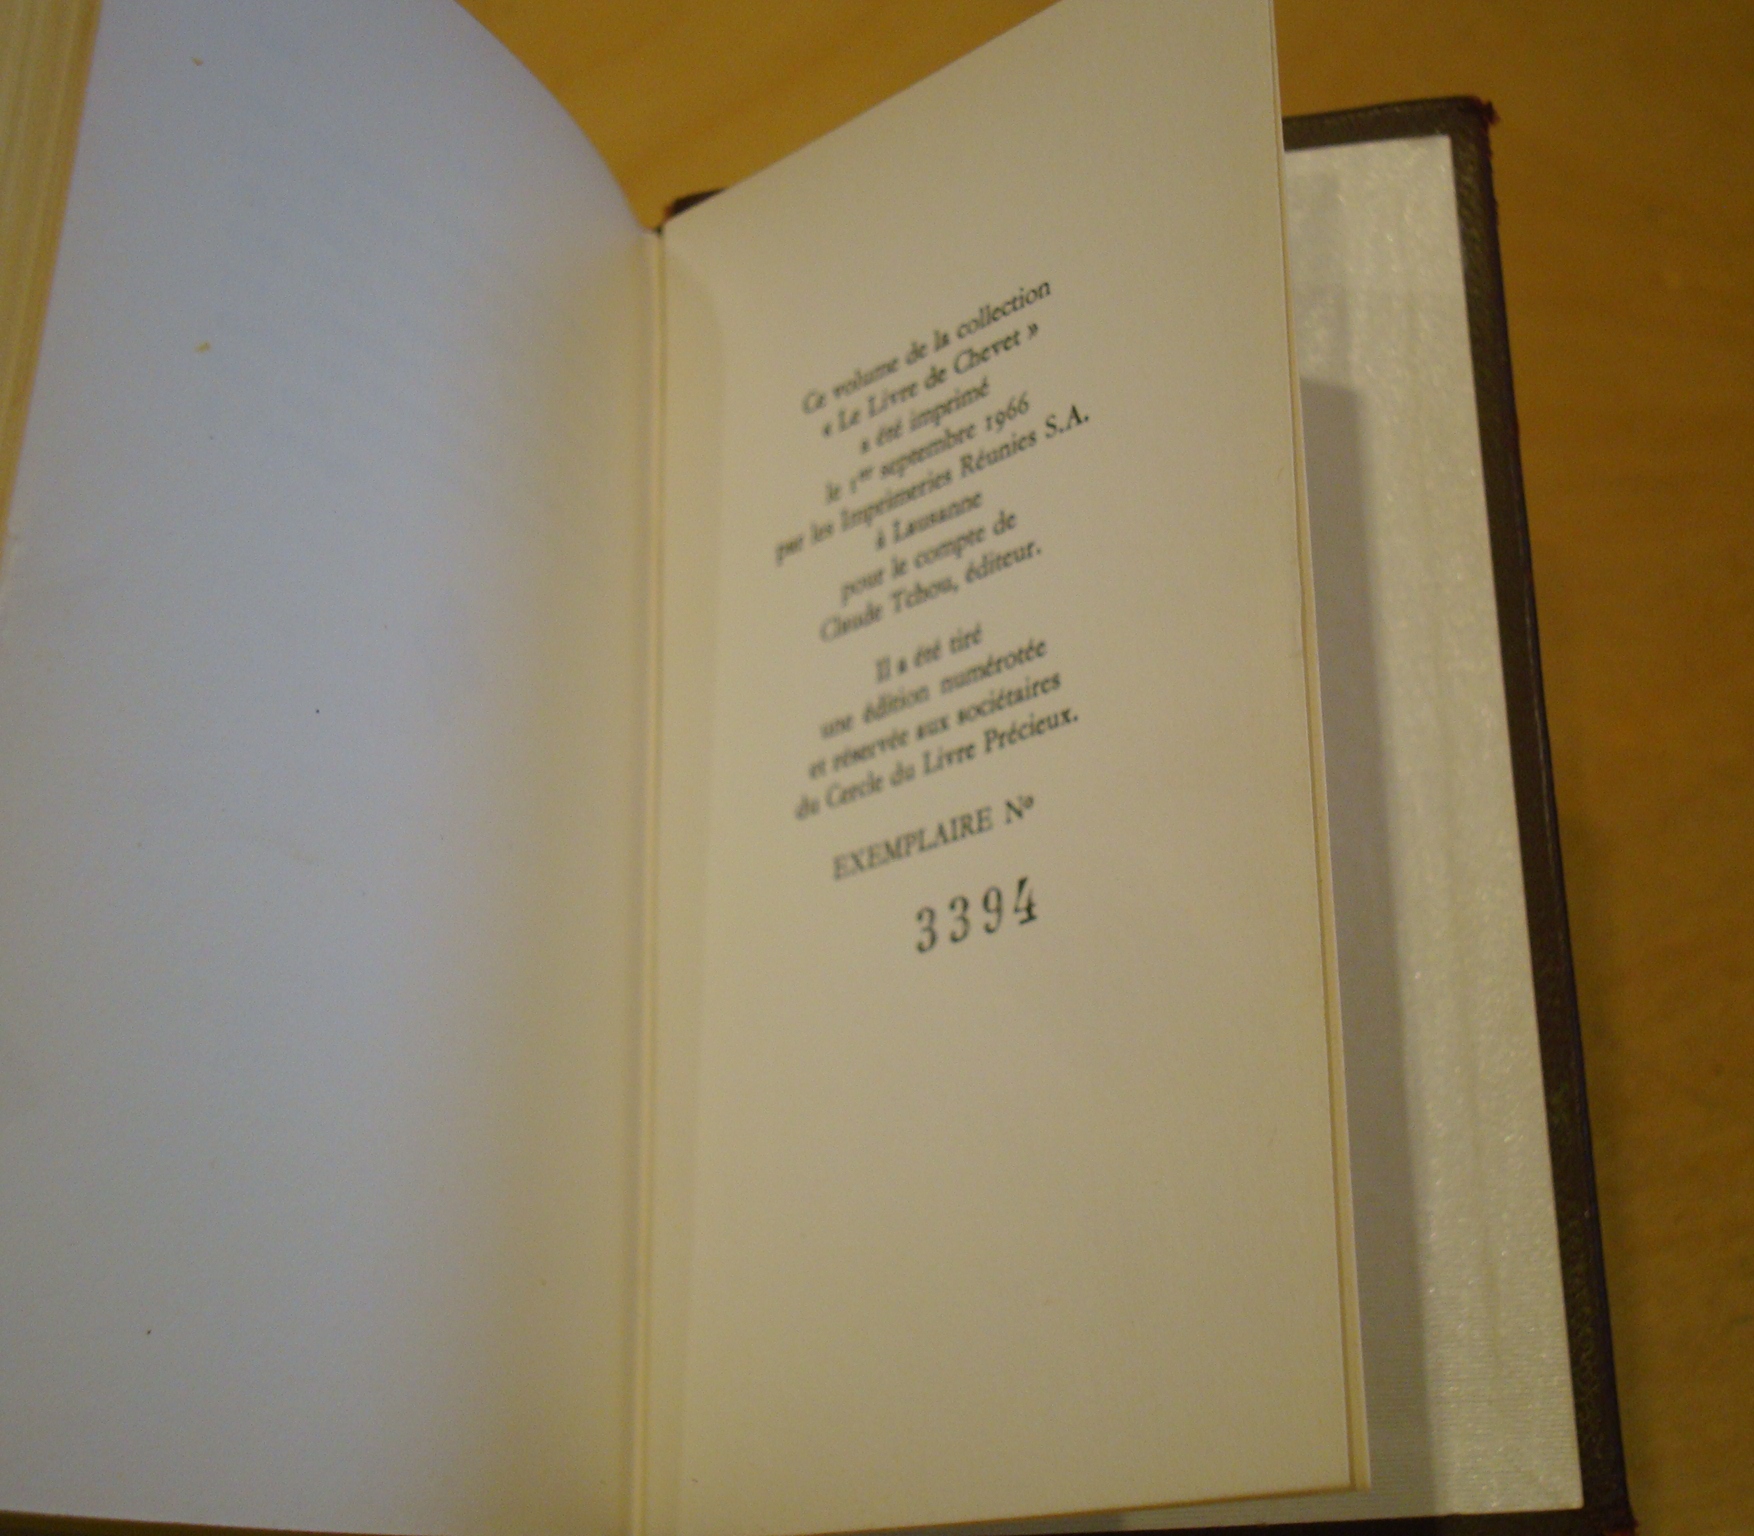 Ce volume de la collection
« Le Livre de Chevet »
a été imprimé
le 1er septembre 1966
par les Imprimeries Réunies S.A.
à Lausanne
pour le compte de
Claude Tchou, éditeur.
Il a été tiré
une édition numérotée
et réservée aux sociétaires
du Cercle du Livre Précieux.
EXEMPLAIRE Nº
3394